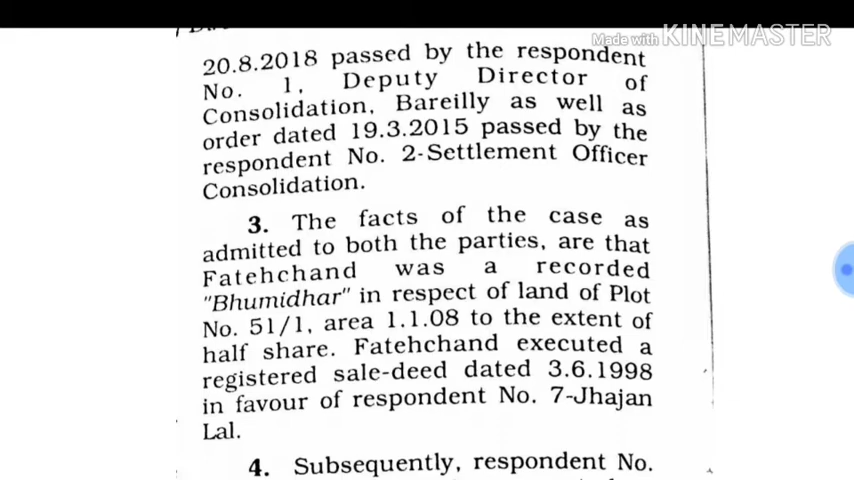 Made with KINEMASTER
20.8.2018 passed by the respondent
No. 1, Deputy Director of
Consolidation, Bareilly as well as
order dated 19.3.2015 passed by the
respondent No. 2-Settlement Officer
Consolidation.
3. The facts of the case as
admitted to both the parties, are that
Fatehchand was a recorded
"Bhumidhar" in respect of land of Plot
No. 51/1, area 1.1.08 to the extent of
half share. Fatehchand executed a
registered sale-deed dated 3.6.1998
in favour of respondent No. 7-Jhajan
Lal.
4. Subsequently, respondent No.